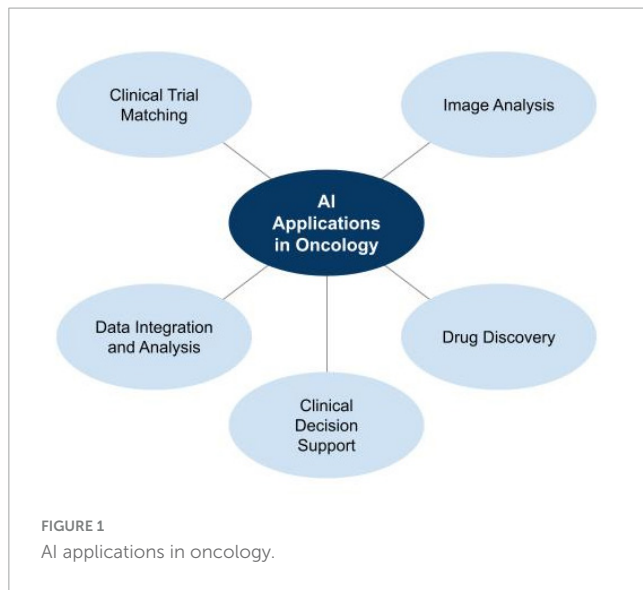 Clinical Trial
Matching
Image Analysis
AI
Applications
in Oncology
Data Integration
and Analysis
Drug Discovery
Clinical
Decision
Support
FIGURE 1
AI applications in oncology.